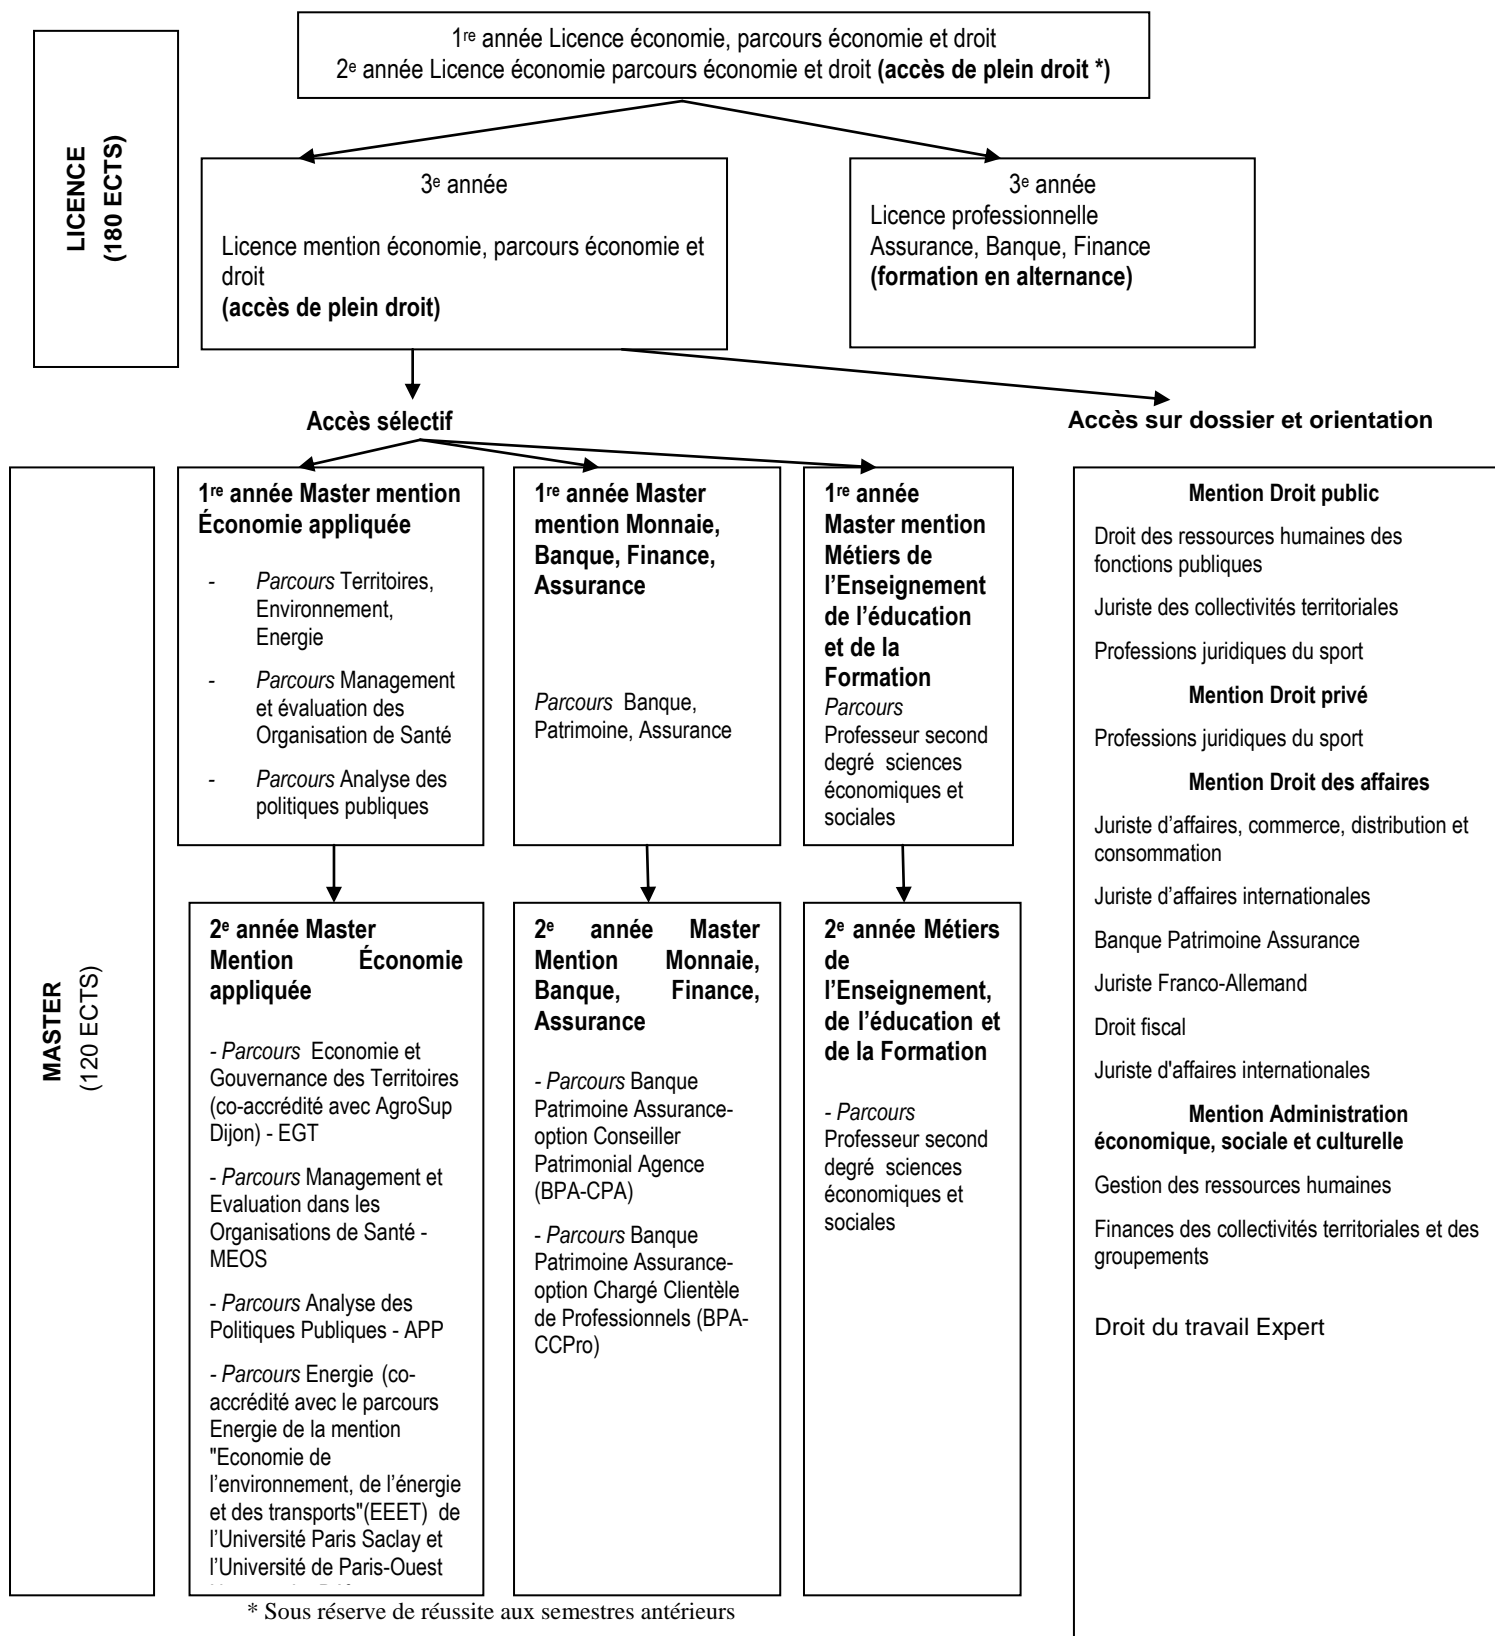 1re année Licence économie, parcours économie et droit
2e année Licence économie parcours économie et droit (accès de plein droit *)
LICENCE
(180 ECTS)
3e année
Licence mention économie, parcours économie et
droit
(accès de plein droit)
3e année
Licence professionnelle
Assurance, Banque, Finance
(formation en alternance)
Accès sélectif
Accès sur dossier et orientation
MASTER
(120 ECTS)
1re année Master mention
Économie appliquée
- Parcours Territoires,
Environnement,
Energie
- Parcours Management
et évaluation des
Organisation de Santé
- Parcours Analyse des
politiques publiques
1re année Master
mention Monnaie,
Banque, Finance,
Assurance
Parcours Banque,
Patrimoine, Assurance
1re année
Master mention
Métiers de
l’Enseignement
de l’éducation
et de la
Formation
Parcours
Professeur second
degré sciences
économiques et
sociales
2e année Master
Mention Économie
appliquée
- Parcours Economie et
Gouvernance des Territoires
(co-accrédité avec AgroSup
Dijon) - EGT
- Parcours Management et
Evaluation dans les
Organisations de Santé -
MEOS
- Parcours Analyse des
Politiques Publiques - APP
- Parcours Energie (co-
accrédité avec le parcours
Energie de la mention
"Economie de
l’environnement, de l’énergie
et des transports"(EEET) de
l’Université Paris Saclay et
l’Université de Paris-Ouest
2e année Master
Mention Monnaie,
Banque, Finance,
Assurance
- Parcours Banque
Patrimoine Assurance-
option Conseiller
Patrimonial Agence
(BPA-CPA)
- Parcours Banque
Patrimoine Assurance-
option Chargé Clientèle
de Professionnels (BPA-
CCPro)
2e année Métiers
de
l’Enseignement,
de l’éducation et
de la Formation
- Parcours
Professeur second
degré sciences
économiques et
sociales
Mention Droit public
Droit des ressources humaines des
fonctions publiques
Juriste des collectivités territoriales
Professions juridiques du sport
Mention Droit privé
Professions juridiques du sport
Mention Droit des affaires
Juriste d’affaires, commerce, distribution et
consommation
Juriste d’affaires internationales
Banque Patrimoine Assurance
Juriste Franco-Allemand
Droit fiscal
Juriste d'affaires internationales
Mention Administration
économique, sociale et culturelle
Gestion des ressources humaines
Finances des collectivités territoriales et des
groupements
Droit du travail Expert
* Sous réserve de réussite aux semestres antérieurs